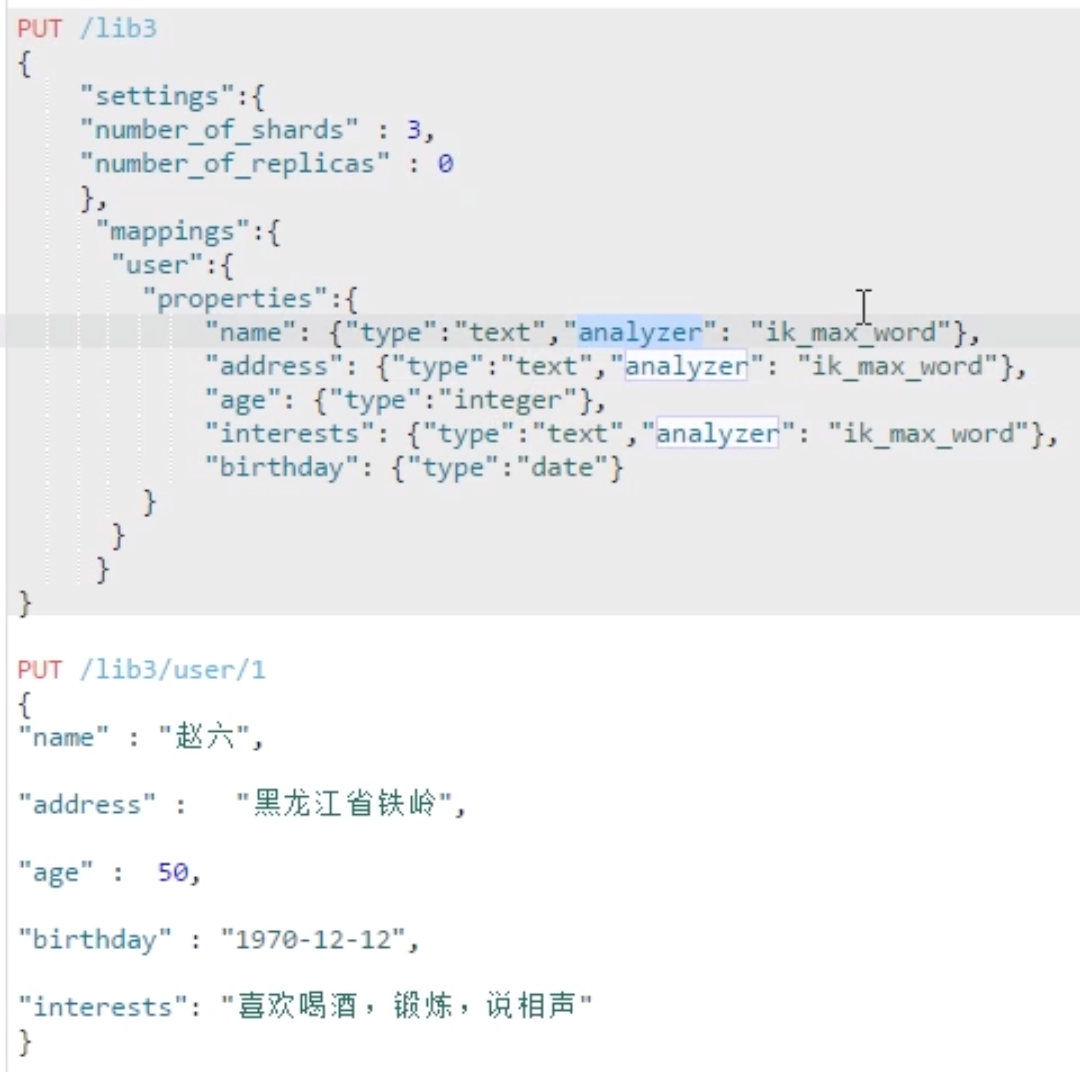 PUT /lib3
{
"settings":{
"number_of_shards" : 3,
"number_of_replicas" : 0
},
"mappings":{
"user":{
"properties":{
"name": {"type":"text","analyzer": "ik_max_word"},
"address": {"type":"text","analyzer": "ik_max_word"},
"age": {"type":"integer"},
"interests": {"type":"text","analyzer": "ik_max_word"},
"birthday": {"type":"date"}
}
}
}
}
PUT /lib3/user/1
{
"name" : "赵六",
"address" :   "黑龙江省铁岭",
"age" :  50,
"birthday" : "1970-12-12",
"interests": "喜欢喝酒，锻炼，说相声"
}